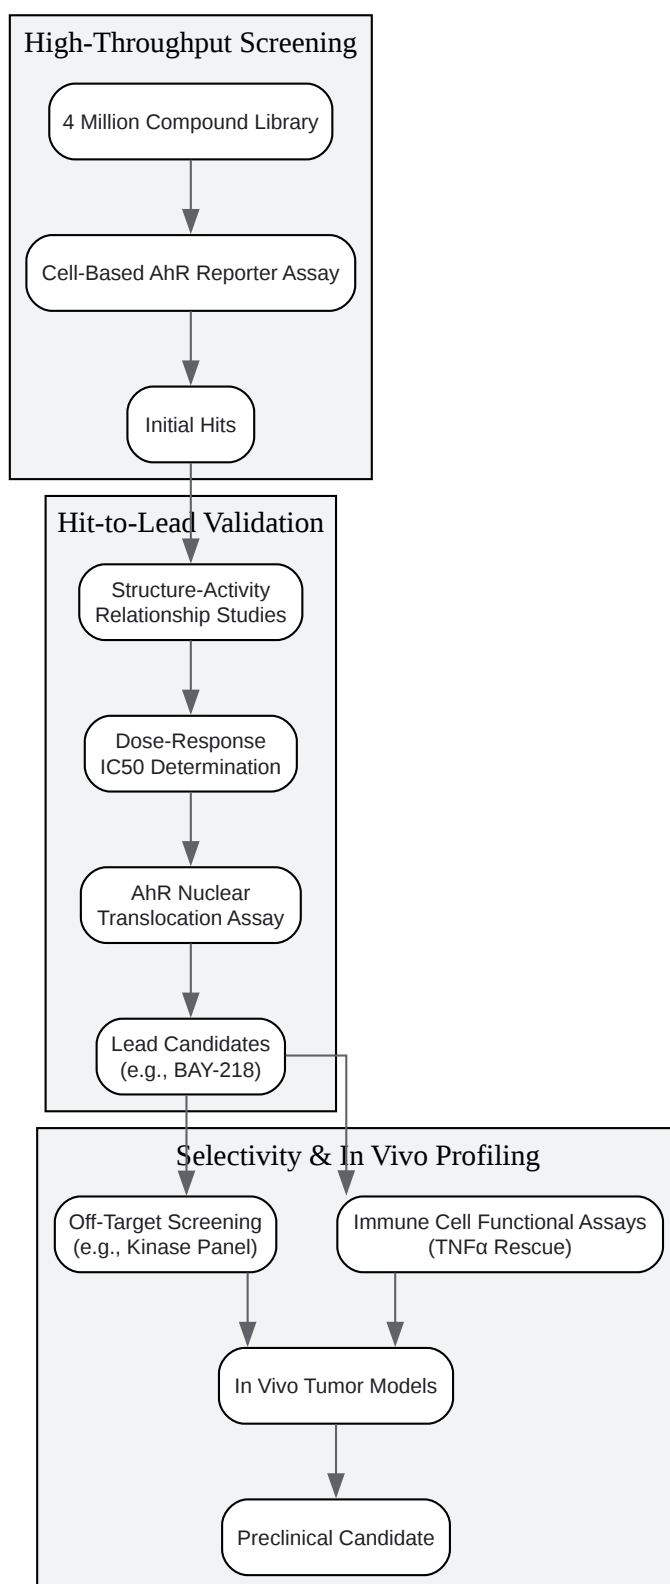 High-Throughput Screening
4 Million Compound Library
Cell-Based AhR Reporter Assay
Initial Hits
Hit-to-Lead Validation
Structure-Activity
Relationship Studies
Dose-Response
IC50 Determination
AhR Nuclear
Translocation Assay
Lead Candidates
(e.g., BAY-218)
Selectivity & In Vivo Profiling
Off-Target Screening
(e.g., Kinase Panel)
Immune Cell Functional Assays
(TNFα Rescue)
In Vivo Tumor Models
Preclinical Candidate